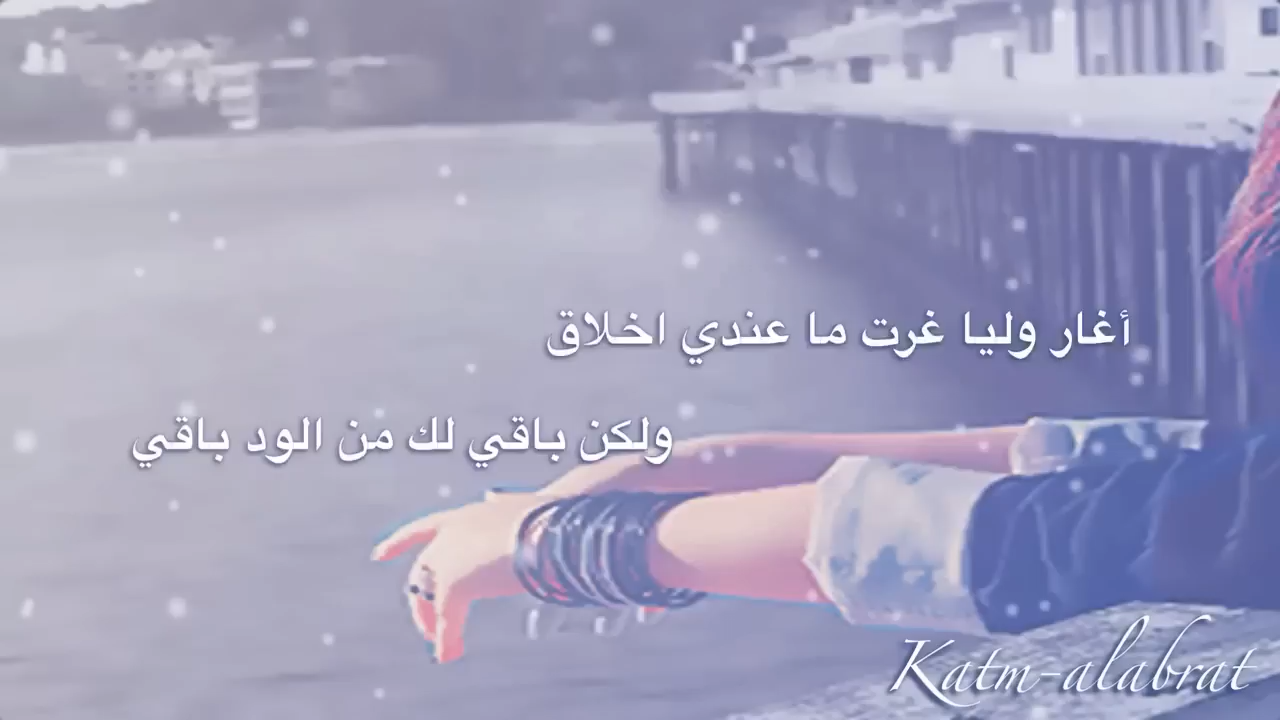 أغار وليا غرت ما عندي اخلاق
ولكن باقي لك من الود باقي
Katm-alabrat